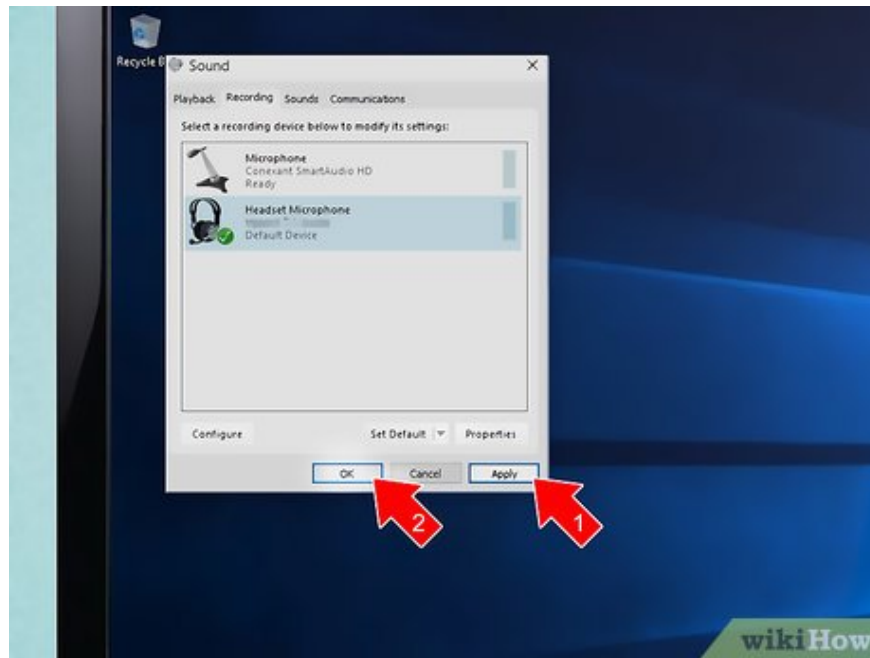 Recycle B
Sound
Playback Recording Sounds Communications
Select a recording device below to modify its settings:
Microphone
Conexant SmartAudio HD
Ready
Headset Microphone
Default Device
Configure Set Default Properties
OK Cancel Apply
2 1
wikiHow